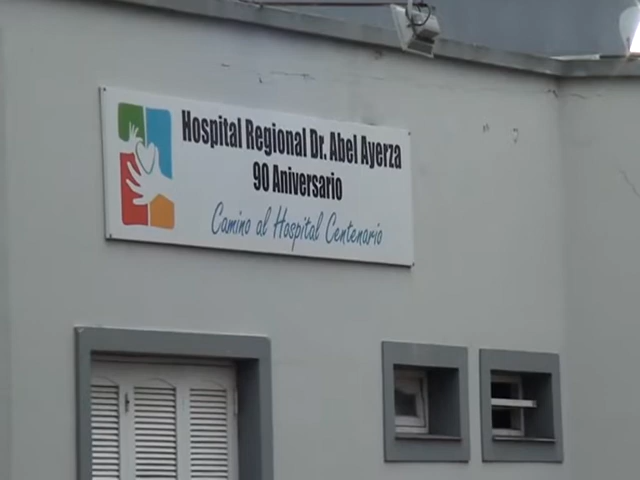 Hospital Regional Dr. Abel Ayerza
90 Aniversario
Camino al Hospital Centenario